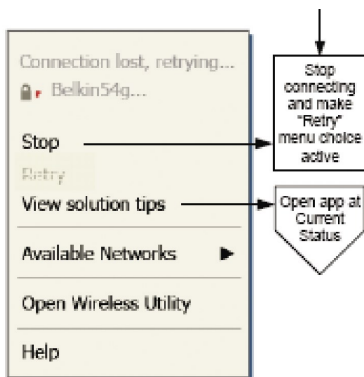 Connection lost, retrying...
Belkin54g...
Stop
Retry
View solution tips
Available Networks
Open Wireless Utility
Help
Stop
connecting
and make
"Retry"
menu choice
active
Open app at
Current
Status